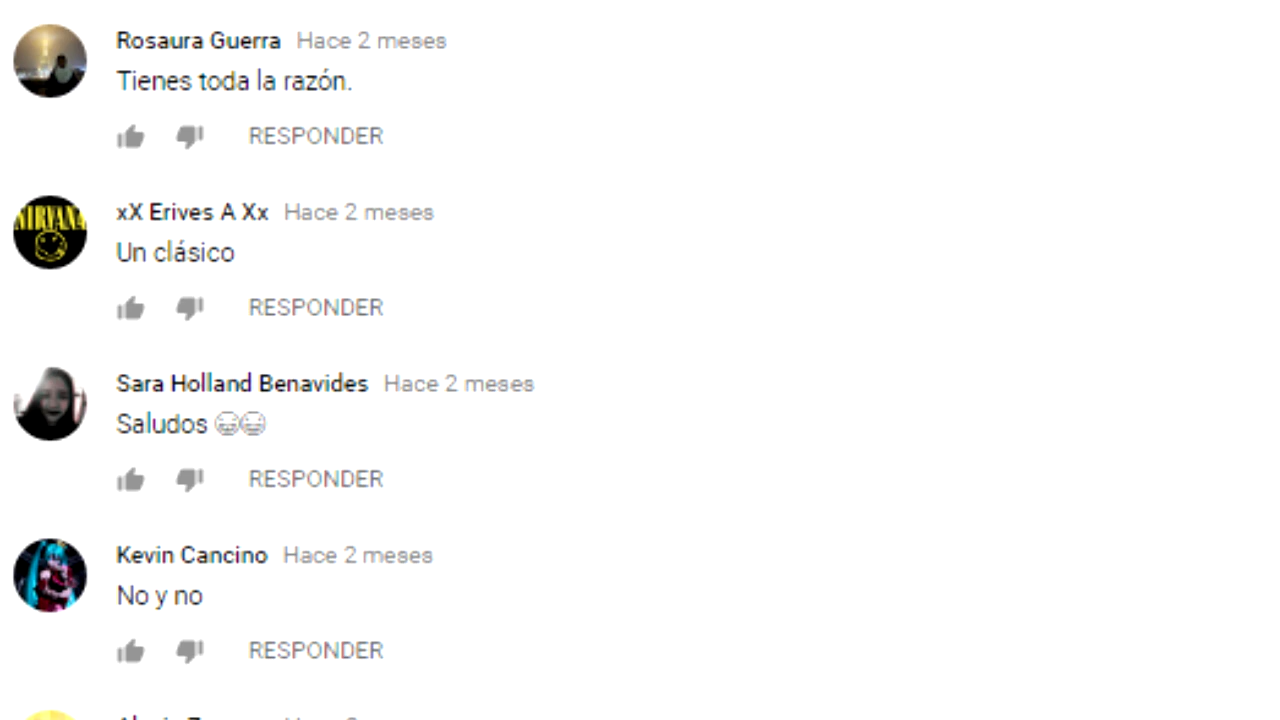 Rosaura Guerra Hace 2 meses
Tienes toda la razón.
RESPONDER
NIRVANA
xX Erives A Xx Hace 2 meses
Un clásico
RESPONDER
Sara Holland Benavides Hace 2 meses
Saludos 😂😂
RESPONDER
Kevin Cancino Hace 2 meses
No y no
RESPONDER